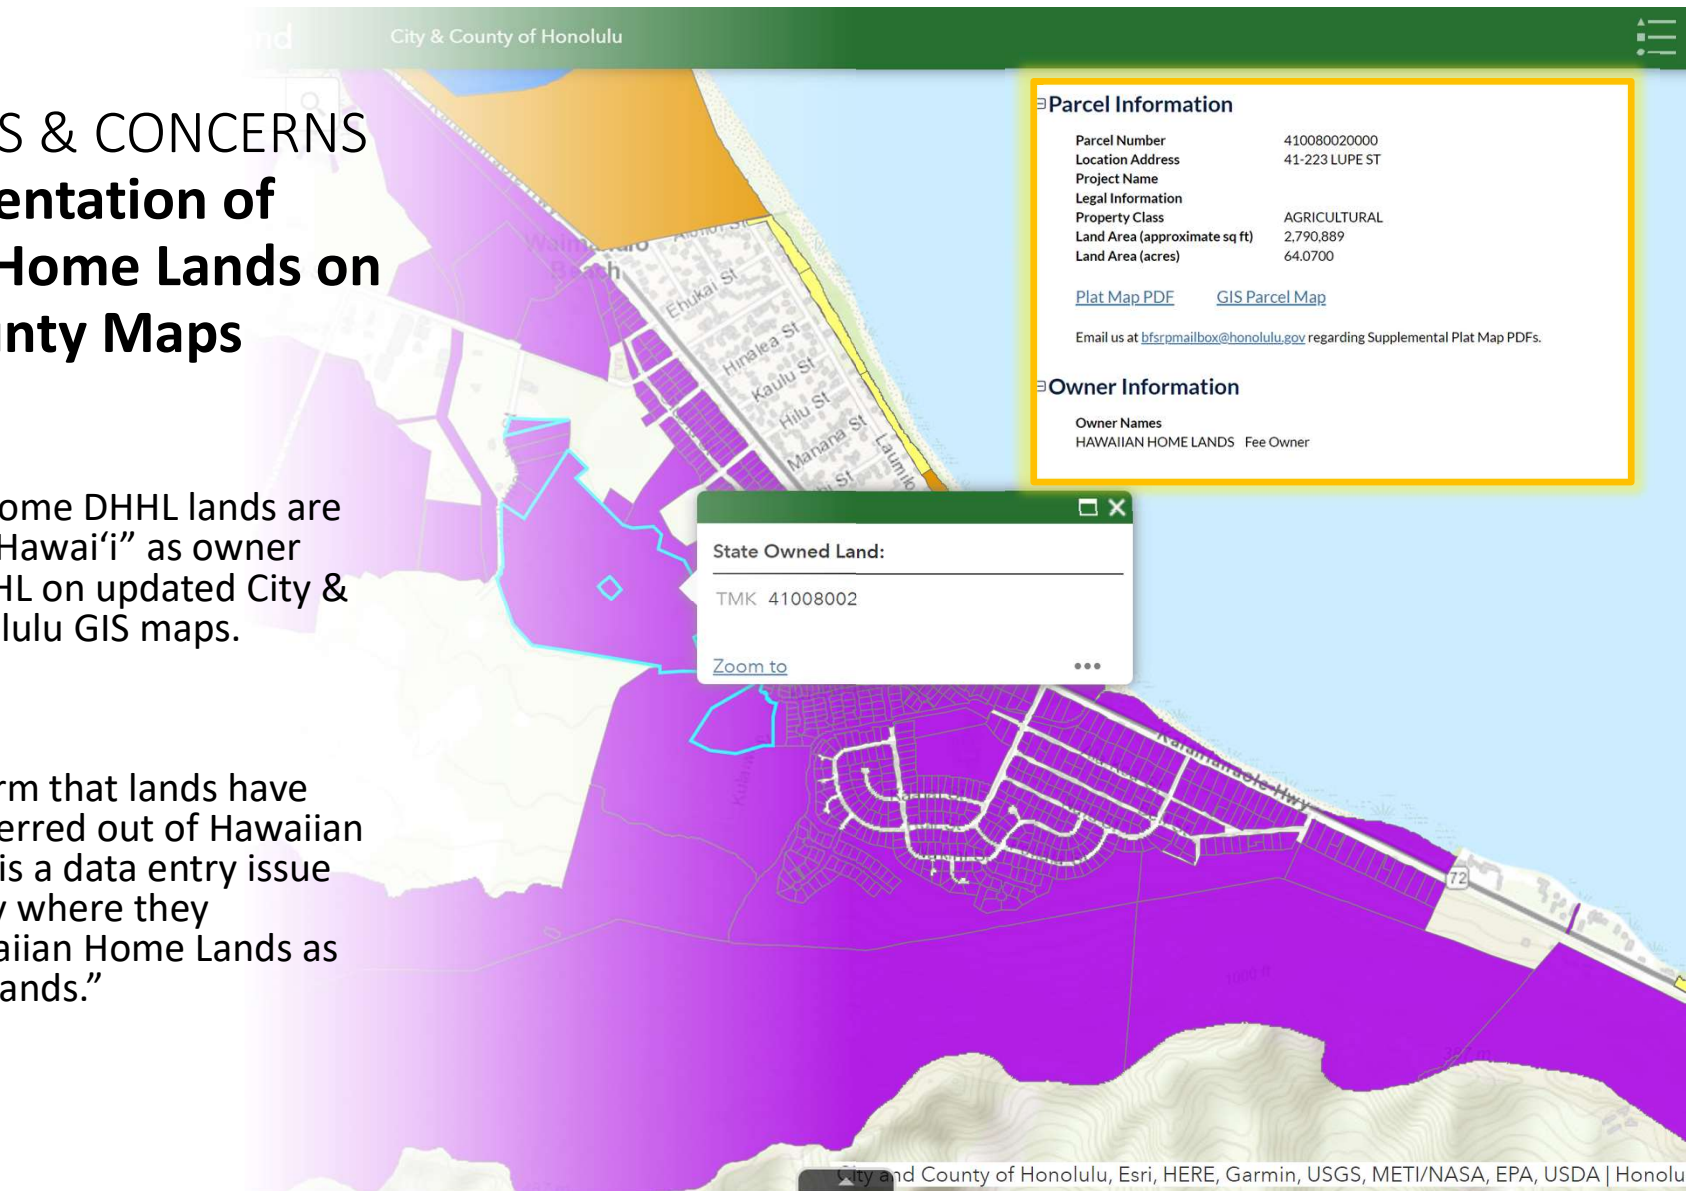 City & County of Honolulu
S & CONCERNS
entation of
Home Lands on
unty Maps
ome DHHL lands are
Hawaiʻi” as owner
HL on updated City &
lulu GIS maps.
rm that lands have
erred out of Hawaiian
is a data entry issue
y where they
aiian Home Lands as
ands.”
Parcel Information
Parcel Number 410080020000
Location Address 41-223 LUPE ST
Project Name
Legal Information
Property Class AGRICULTURAL
Land Area (approximate sq ft) 2,790,889
Land Area (acres) 64.0700
Plat Map PDF GIS Parcel Map
Email us at bfsrpmailbox@honolulu.gov regarding Supplemental Plat Map PDFs.
Owner Information
Owner Names
HAWAIIAN HOME LANDS Fee Owner
Waimanalo
Beach
Ehukai St
Hinalea St
Kaulu St
Hilu St
Manana St
Laumilo
State Owned Land:
TMK 41008002
Zoom to
Kalanianaole Hwy
72
1000 ft
City and County of Honolulu, Esri, HERE, Garmin, USGS, METI/NASA, EPA, USDA | Honolu